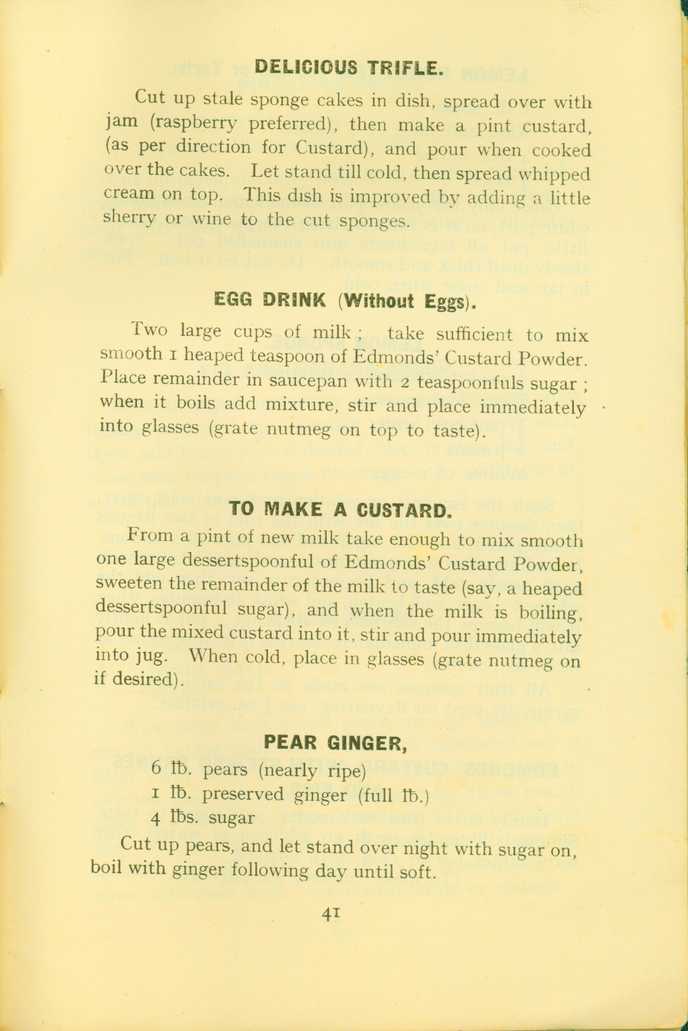 DELICIOUS TRIFLE.
Cut up stale sponge cakes in dish, spread over with
jam (raspberry preferred), then make a pint custard,
(as per direction for Custard), and pour when cooked
over the cakes. Let stand till cold, then spread whipped
cream on top. This dish is improved by adding a little
sherry or wine to the cut sponges.
EGG DRINK (Without Eggs).
Two large cups of milk ; take sufficient to mix
smooth 1 heaped teaspoon of Edmonds' Custard Powder.
Place remainder in saucepan with 2 teaspoonfuls sugar ;
when it boils add mixture, stir and place immediately
into glasses (grate nutmeg on top to taste).
TO MAKE A CUSTARD.
From a pint of new milk take enough to mix smooth
one large dessertspoonful of Edmonds' Custard Powder,
sweeten the remainder of the milk to taste (say, a heaped
dessertspoonful sugar), and when the milk is boiling,
pour the mixed custard into it, stir and pour immediately
into jug. When cold, place in glasses (grate nutmeg on
if desired).
PEAR GINGER,
6 lb. pears (nearly ripe)
1 lb. preserved ginger (full lb.)
4 lbs. sugar
Cut up pears, and let stand over night with sugar on,
boil with ginger following day until soft.
41